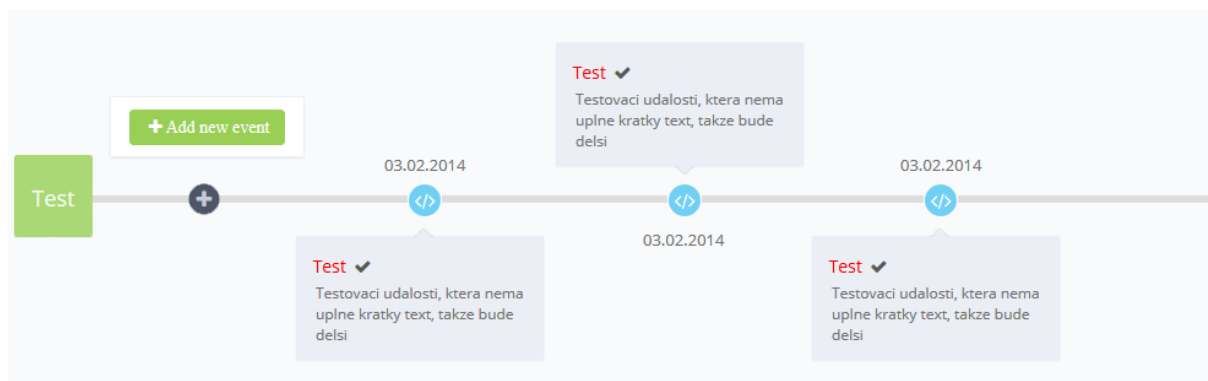 Test
+ Add new event
03.02.2014
Test
Testovaci udalosti, ktera nema
uplne kratky text, takze bude
delsi
Test
Testovaci udalosti, ktera nema
uplne kratky text, takze bude
delsi
03.02.2014
03.02.2014
Test
Testovaci udalosti, ktera nema
uplne kratky text, takze bude
delsi